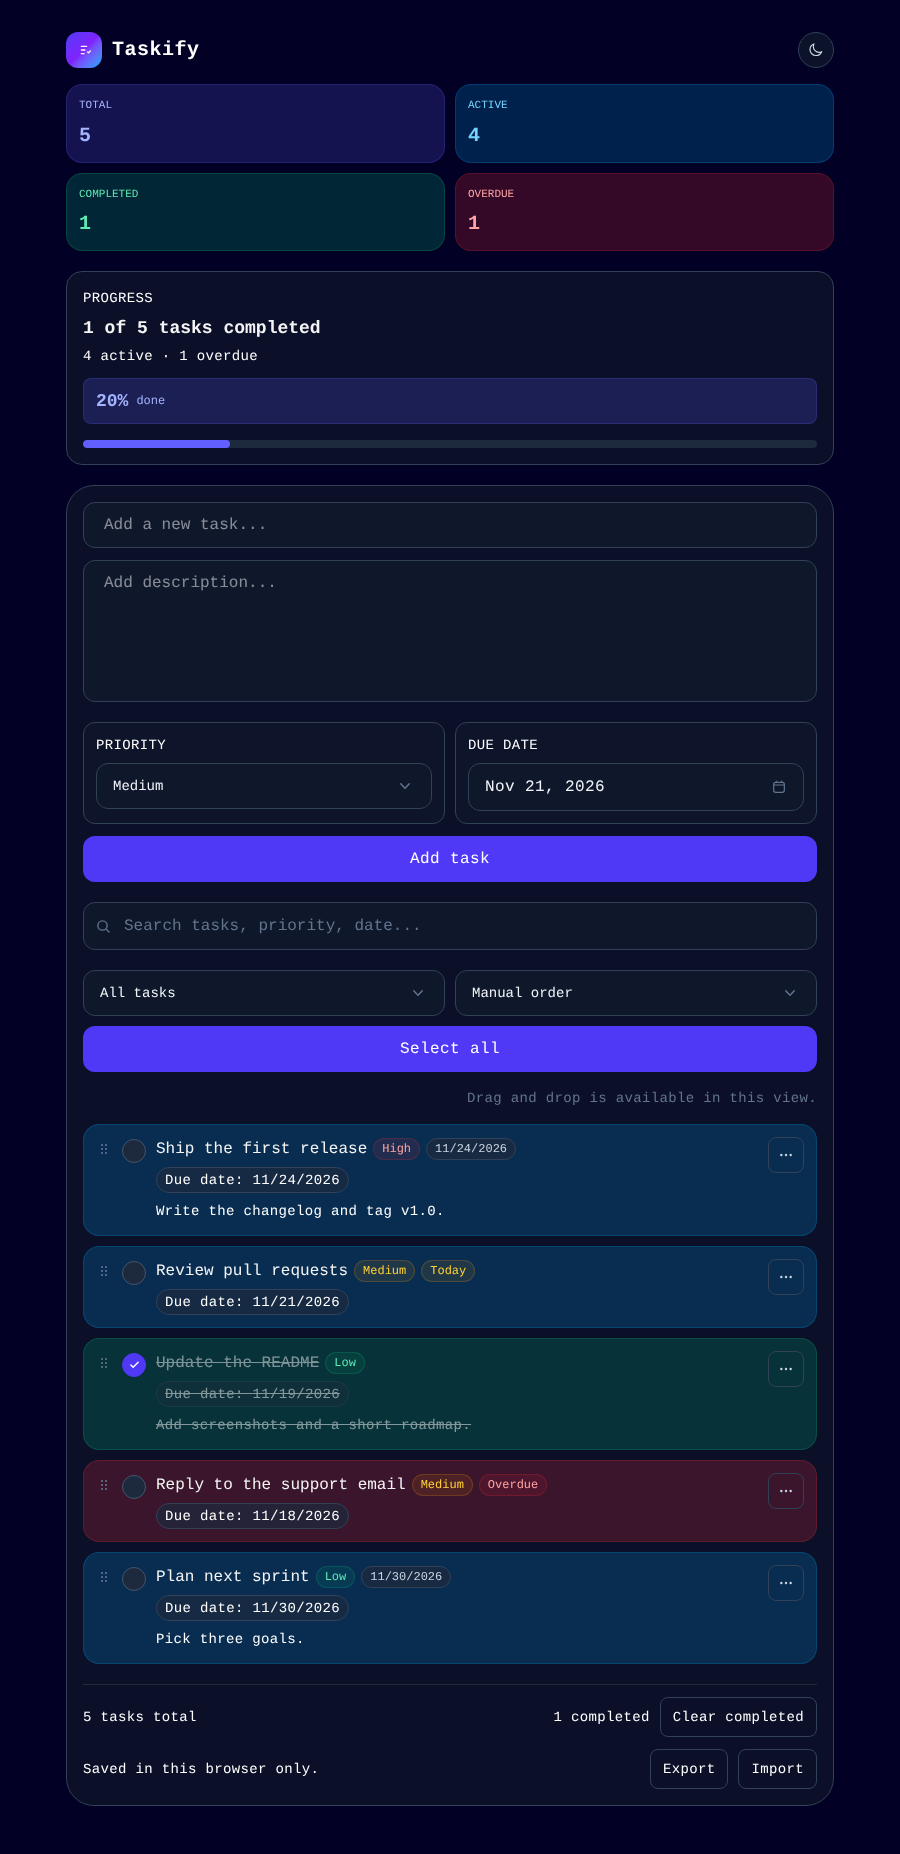 Taskify
TOTAL
5
ACTIVE
4
COMPLETED
1
OVERDUE
1
PROGRESS
1 of 5 tasks completed
4 active · 1 overdue
20% done
Add a new task...
Add description...
PRIORITY
Medium
DUE DATE
Nov 21, 2026
Add task
Search tasks, priority, date...
All tasks
Manual order
Select all
Drag and drop is available in this view.
Ship the first release High 11/24/2026
Due date: 11/24/2026
Write the changelog and tag v1.0.
Review pull requests Medium Today
Due date: 11/21/2026
Update the README Low
Due date: 11/19/2026
Add screenshots and a short roadmap.
Reply to the support email Medium Overdue
Due date: 11/18/2026
Plan next sprint Low 11/30/2026
Due date: 11/30/2026
Pick three goals.
5 tasks total
1 completed Clear completed
Saved in this browser only.
Export Import